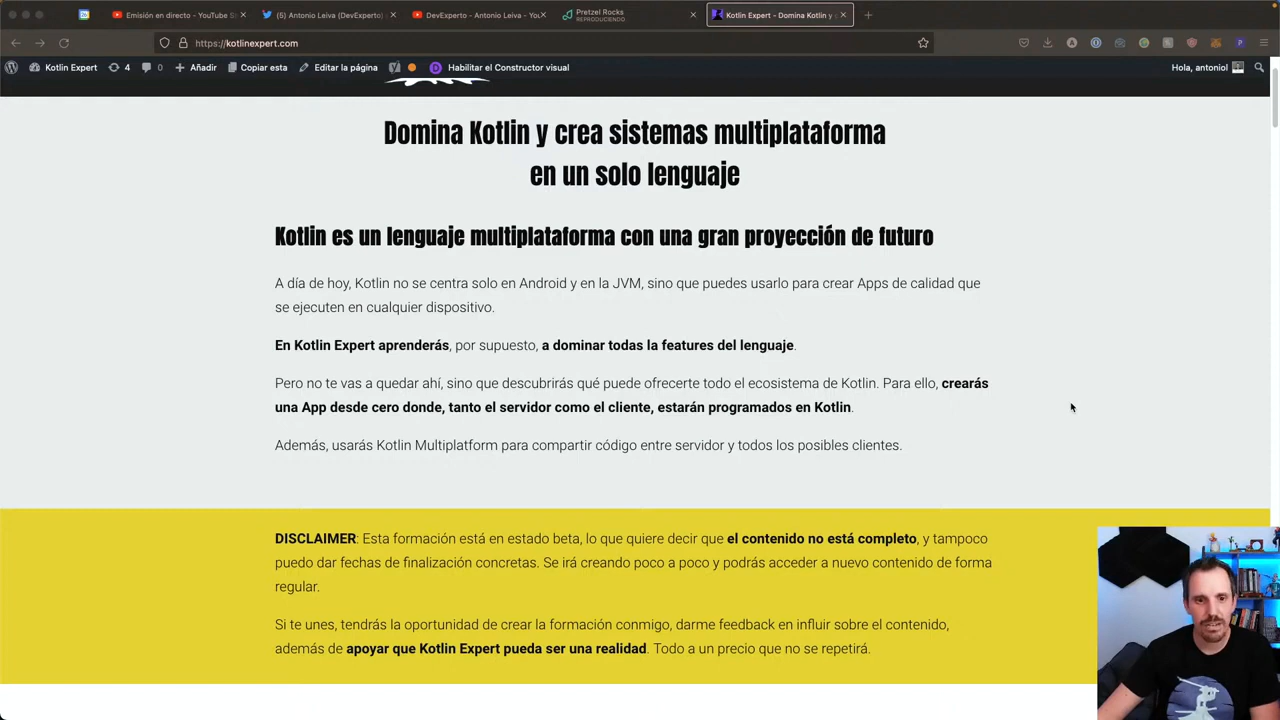 Emisión en directo - YouTube S
(5) Antonio Leiva (DevExperto)
DevExperto - Antonio Leiva - You
Pretzel Rocks
REPRODUCIENDO
Kotlin Expert - Domina Kotlin y
https://kotlinexpert.com
Kotlin Expert
4
0
Añadir
Copiar esta
Editar la página
Habilitar el Constructor visual
Hola, antoniol
Domina Kotlin y crea sistemas multiplataforma
en un solo lenguaje
Kotlin es un lenguaje multiplataforma con una gran proyección de futuro
A día de hoy, Kotlin no se centra solo en Android y en la JVM, sino que puedes usarlo para crear Apps de calidad que
se ejecuten en cualquier dispositivo.
En Kotlin Expert aprenderás, por supuesto, a dominar todas la features del lenguaje.
Pero no te vas a quedar ahí, sino que descubrirás qué puede ofrecerte todo el ecosistema de Kotlin. Para ello, crearás
una App desde cero donde, tanto el servidor como el cliente, estarán programados en Kotlin.
Además, usarás Kotlin Multiplatform para compartir código entre servidor y todos los posibles clientes.
DISCLAIMER: Esta formación está en estado beta, lo que quiere decir que el contenido no está completo, y tampoco
puedo dar fechas de finalización concretas. Se irá creando poco a poco y podrás acceder a nuevo contenido de forma
regular.
Si te unes, tendrás la oportunidad de crear la formación conmigo, darme feedback en influir sobre el contenido,
además de apoyar que Kotlin Expert pueda ser una realidad. Todo a un precio que no se repetirá.